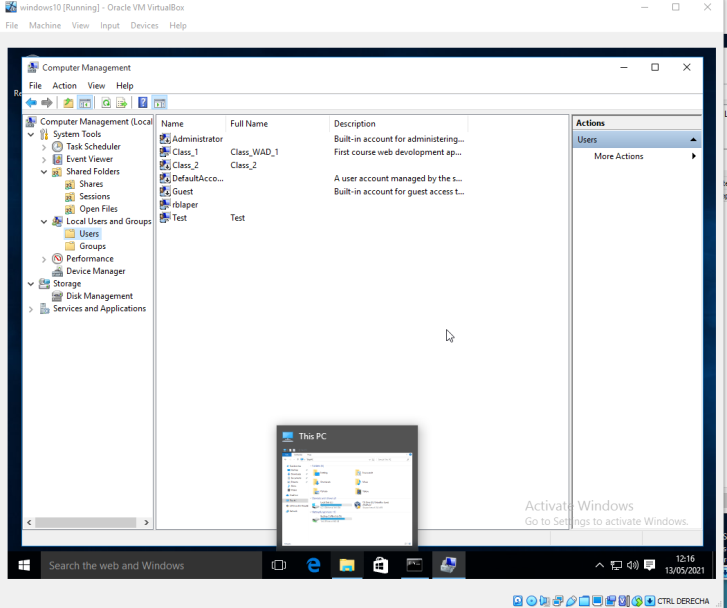 windows10 [Running] - Oracle VM VirtualBox
File Machine View Input Devices Help
Computer Management
File Action View Help
Computer Management (Local
System Tools
Task Scheduler
Event Viewer
Shared Folders
Shares
Sessions
Open Files
Local Users and Groups
Users
Groups
Performance
Device Manager
Storage
Disk Management
Services and Applications
Name Full Name Description
Administrator Built-in account for administering...
Class_1 Class_WAD_1 First course web devolopment ap...
Class_2 Class_2
DefaultAcco... A user account managed by the s...
Guest Built-in account for guest access t...
rblaper
Test Test
Actions
Users
More Actions
This PC
Activate Windows
Go to Settings to activate Windows.
Search the web and Windows
12:16
13/05/2021
CTRL DERECHA